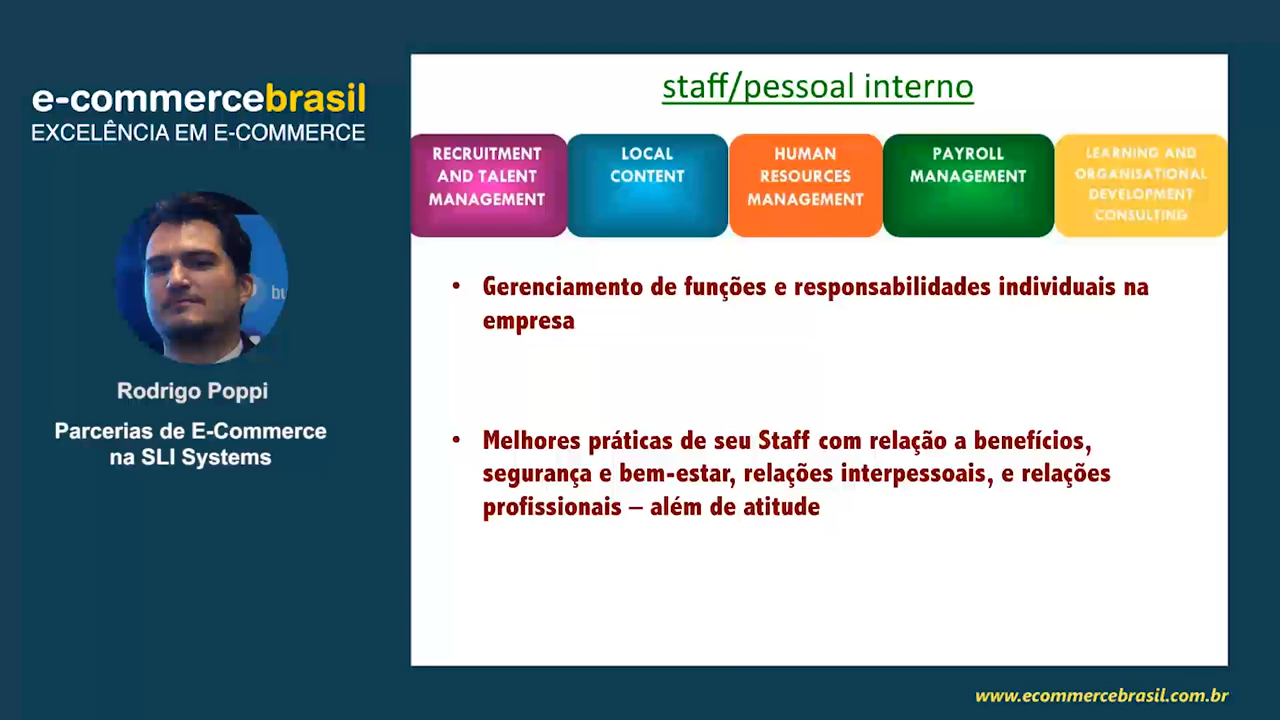 e-commercebrasil
EXCELÊNCIA EM E-COMMERCE
bu
Rodrigo Poppi
Parcerias de E-Commerce
na SLI Systems
staff/pessoal interno
RECRUITMENT
AND TALENT
MANAGEMENT
LOCAL
CONTENT
HUMAN
RESOURCES
MANAGEMENT
PAYROLL
MANAGEMENT
LEARNING AND
ORGANISATIONAL
DEVELOPMENT
CONSULTING
• Gerenciamento de funções e responsabilidades individuais na
empresa
• Melhores práticas de seu Staff com relação a benefícios,
segurança e bem-estar, relações interpessoais, e relações
profissionais – além de atitude
www.ecommercebrasil.com.br